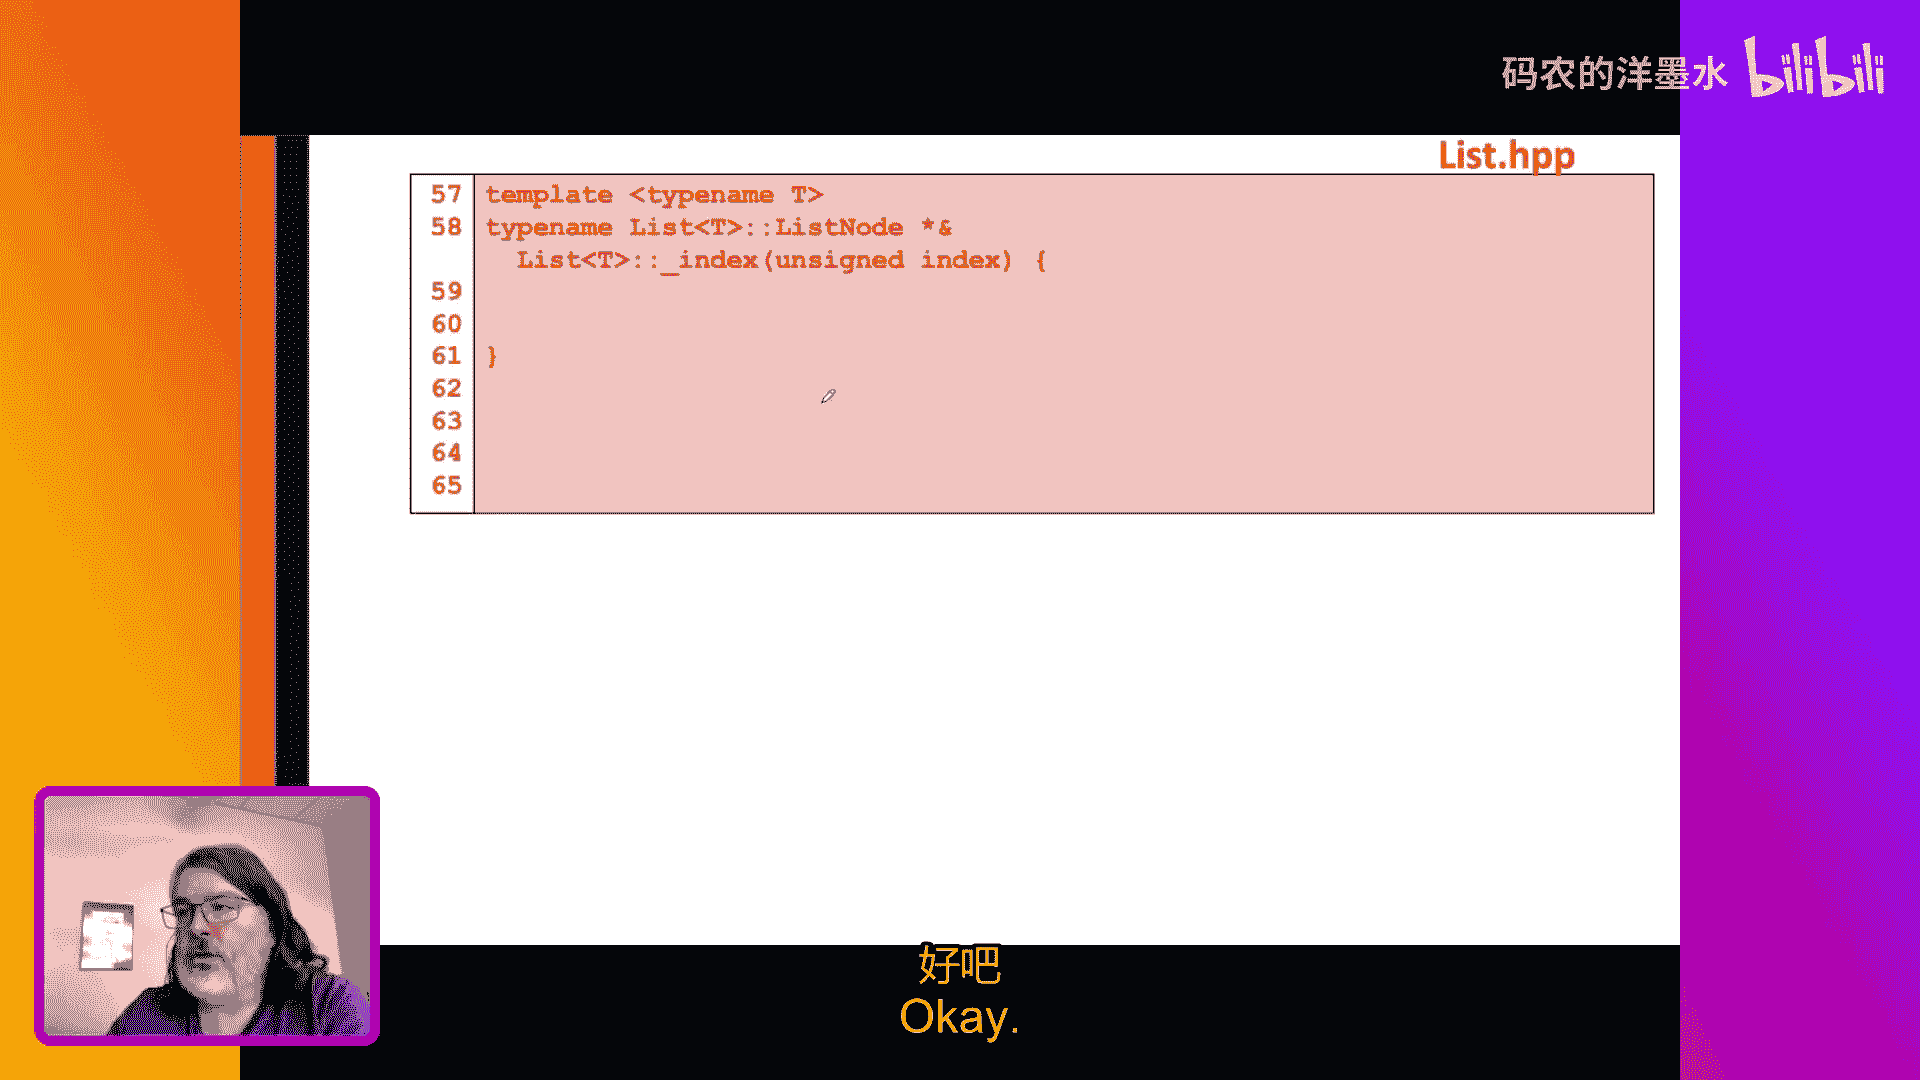 码农的洋墨水 bilibili
List.hpp
57 template <typename T>
58 typename List<T>::ListNode *&
List<T>::_index(unsigned index) {
59
60
61 }
62
63
64
65
好吧
Okay.